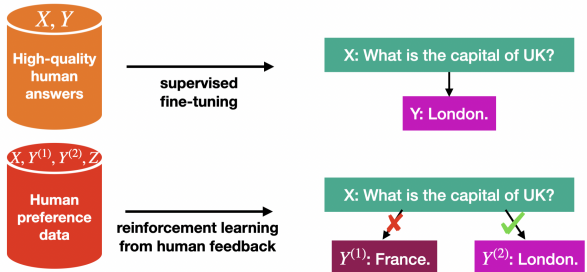 X, Y
High-quality
human
answers
supervised
fine-tuning
X: What is the capital of UK?
Y: London.
X, Y⁽¹⁾, Y⁽²⁾, Z
Human
preference
data
reinforcement learning
from human feedback
X: What is the capital of UK?
Y⁽¹⁾: France.
Y⁽²⁾: London.